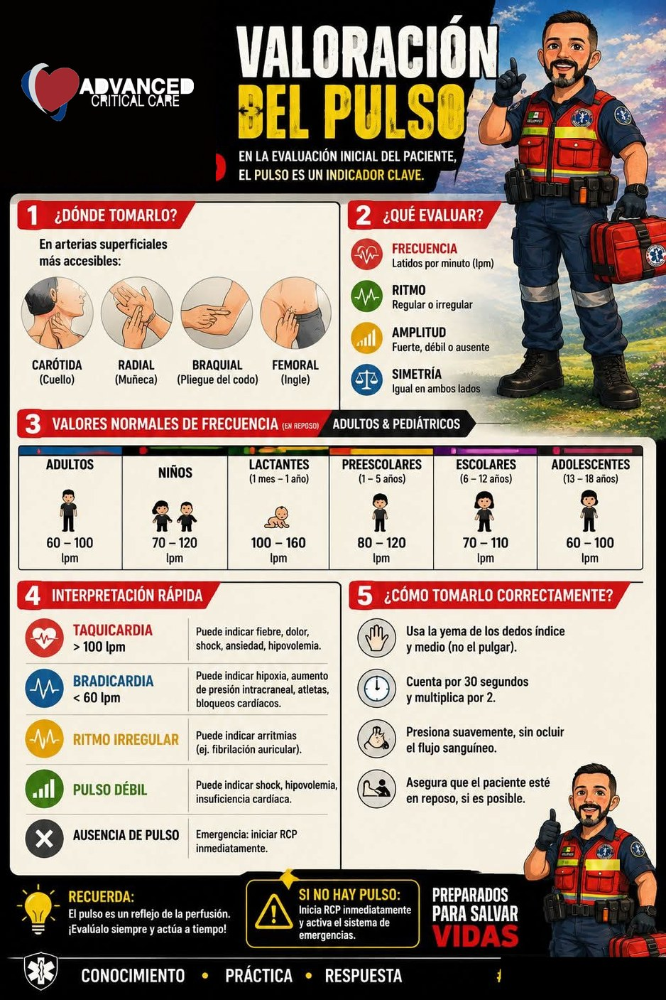 ADVANCED
CRITICAL CARE
VALORACIÓN
DEL PULSO
EN LA EVALUACIÓN INICIAL DEL PACIENTE,
EL PULSO ES UN INDICADOR CLAVE.
1 ¿DÓNDE TOMARLO?
En arterias superficiales
más accesibles:
CARÓTIDA
(Cuello)
RADIAL
(Muñeca)
BRAQUIAL
(Pliegue del codo)
FEMORAL
(Ingle)
2 ¿QUÉ EVALUAR?
FRECUENCIA
Latidos por minuto (lpm)
RITMO
Regular o irregular
AMPLITUD
Fuerte, débil o ausente
SIMETRÍA
Igual en ambos lados
3 VALORES NORMALES DE FRECUENCIA (EN REPOSO) ADULTOS & PEDIÁTRICOS
ADULTOS
60 – 100
lpm
NIÑOS
70 – 120
lpm
LACTANTES
(1 mes – 1 año)
100 – 160
lpm
PREESCOLARES
(1 – 5 años)
80 – 120
lpm
ESCOLARES
(6 – 12 años)
70 – 110
lpm
ADOLESCENTES
(13 – 18 años)
60 – 100
lpm
4 INTERPRETACIÓN RÁPIDA
TAQUICARDIA
> 100 lpm
Puede indicar fiebre, dolor,
shock, ansiedad, hipovolemia.
BRADICARDIA
< 60 lpm
Puede indicar hipoxia, aumento
de presión intracraneal, atletas,
bloqueos cardíacos.
RITMO IRREGULAR
Puede indicar arritmias
(ej. fibrilación auricular).
PULSO DÉBIL
Puede indicar shock, hipovolemia,
insuficiencia cardíaca.
AUSENCIA DE PULSO
Emergencia: iniciar RCP
inmediatamente.
5 ¿CÓMO TOMARLO CORRECTAMENTE?
Usa la yema de los dedos índice
y medio (no el pulgar).
Cuenta por 30 segundos
y multiplica por 2.
Presiona suavemente, sin ocluir
el flujo sanguíneo.
Asegura que el paciente esté
en reposo, si es posible.
RECUERDA:
El pulso es un reflejo de la perfusión.
¡Evalúalo siempre y actúa a tiempo!
SI NO HAY PULSO:
Inicia RCP inmediatamente
y activa el sistema de
emergencias.
PREPARADOS
PARA SALVAR
VIDAS
CONOCIMIENTO • PRÁCTICA • RESPUESTA